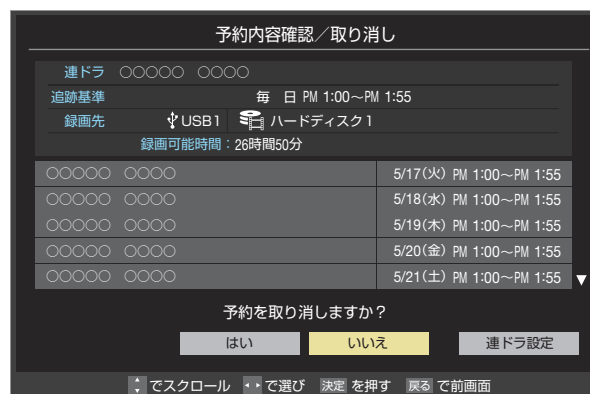 予約内容確認／取り消し
連ドラ ○○○○○ ○○○○
追跡基準 毎 日 PM 1:00～PM 1:55
録画先 USB1 ハードディスク1
録画可能時間：26時間50分
○○○○○ ○○○○ 5/17(火) PM 1:00～PM 1:55
○○○○○ ○○○○ 5/18(水) PM 1:00～PM 1:55
○○○○○ ○○○○ 5/19(木) PM 1:00～PM 1:55
○○○○○ ○○○○ 5/20(金) PM 1:00～PM 1:55
○○○○○ ○○○○ 5/21(土) PM 1:00～PM 1:55 ▼
予約を取り消しますか？
はい いいえ 連ドラ設定
でスクロール で選び 決定 を押す 戻る で前画面